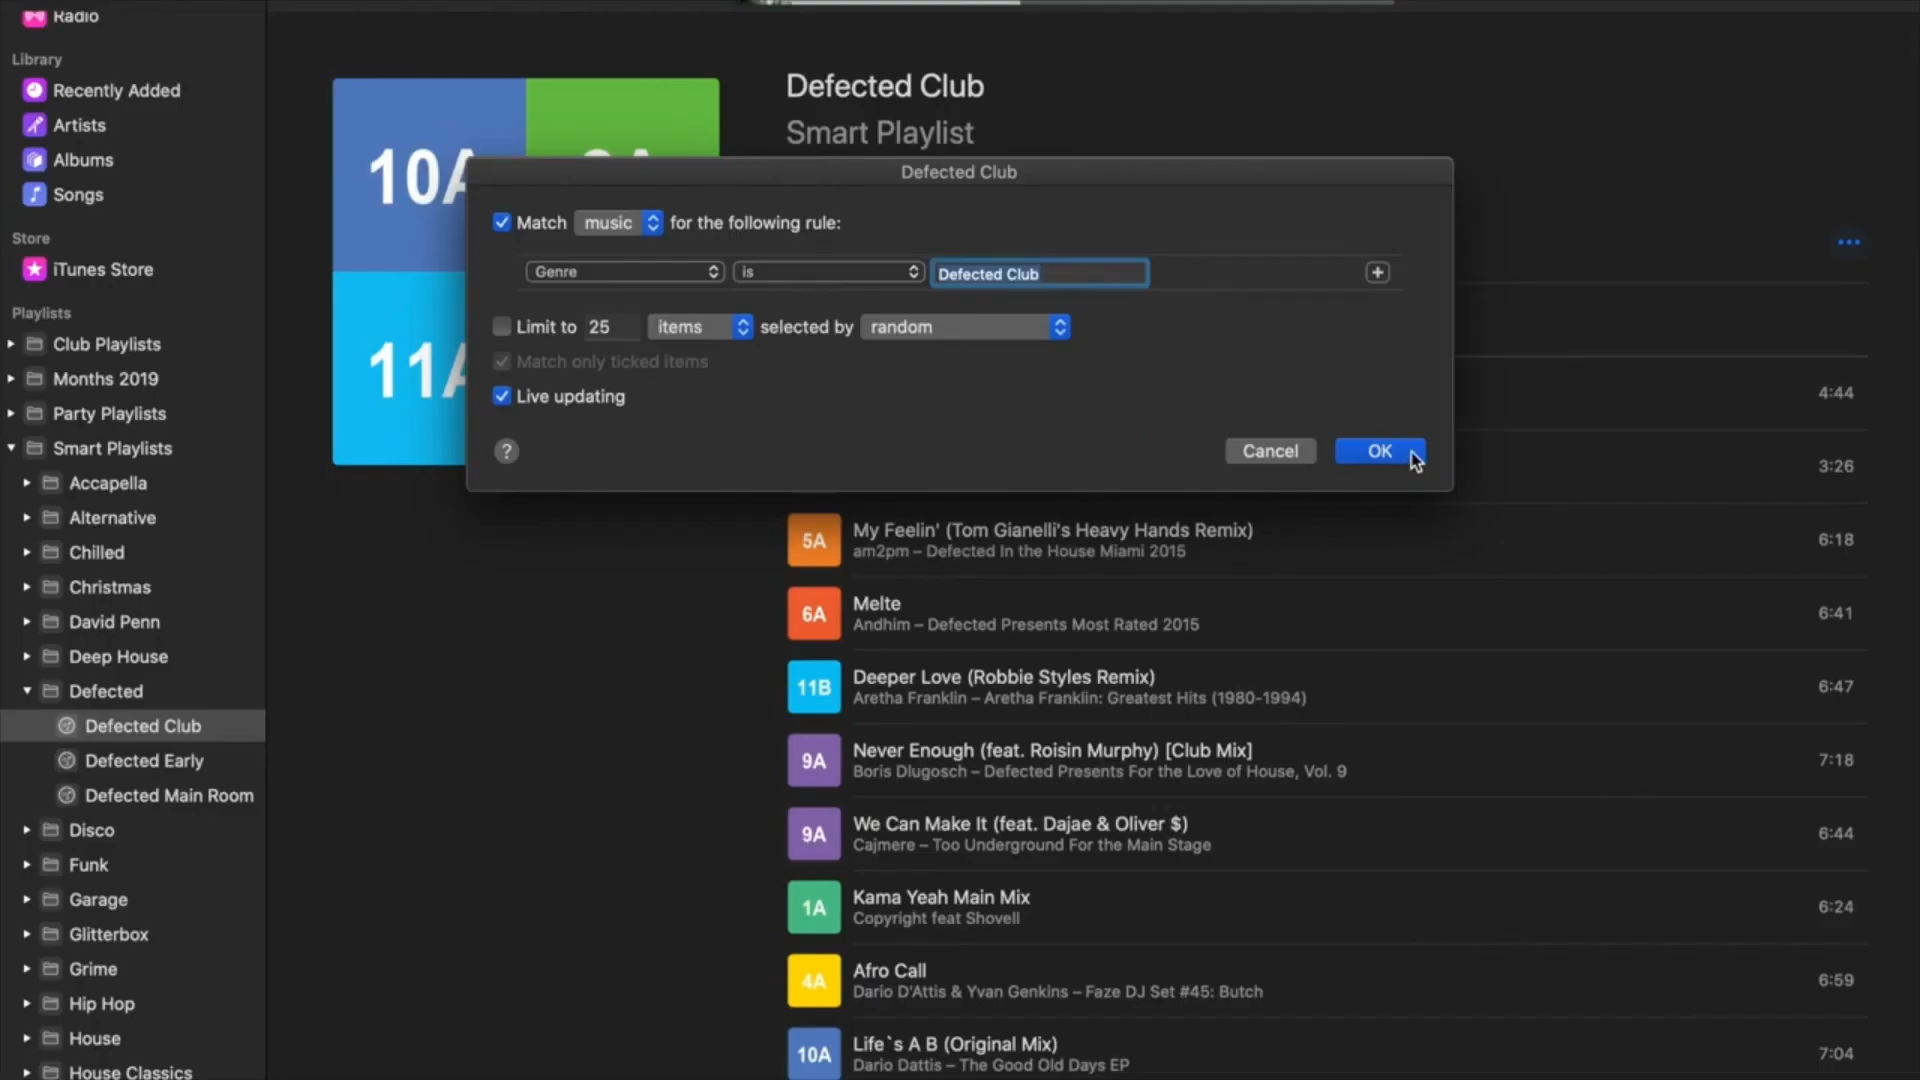 Radio
Library
Recently Added
Artists
Albums
Songs
Store
iTunes Store
Playlists
Club Playlists
Months 2019
Party Playlists
Smart Playlists
Accapella
Alternative
Chilled
Christmas
David Penn
Deep House
Defected
Defected Club
Defected Early
Defected Main Room
Disco
Funk
Garage
Glitterbox
Grime
Hip Hop
House
House Classics
10A
11A
Defected Club
Smart Playlist
Defected Club
Match music for the following rule:
Genre is Defected Club
Limit to 25 items selected by random
Match only ticked items
Live updating
? Cancel OK
4:44
3:26
5A My Feelin' (Tom Gianelli's Heavy Hands Remix) 6:18
am2pm – Defected In the House Miami 2015
6A Melte 6:41
Andhim – Defected Presents Most Rated 2015
11B Deeper Love (Robbie Styles Remix) 6:47
Aretha Franklin – Aretha Franklin: Greatest Hits (1980-1994)
9A Never Enough (feat. Roisin Murphy) [Club Mix] 7:18
Boris Dlugosch – Defected Presents For the Love of House, Vol. 9
9A We Can Make It (feat. Dajae & Oliver $) 6:44
Cajmere – Too Underground For the Main Stage
1A Kama Yeah Main Mix 6:24
Copyright feat Shovell
4A Afro Call 6:59
Dario D'Attis & Yvan Genkins – Faze DJ Set #45: Butch
10A Life`s A B (Original Mix) 7:04
Dario Dattis – The Good Old Days EP